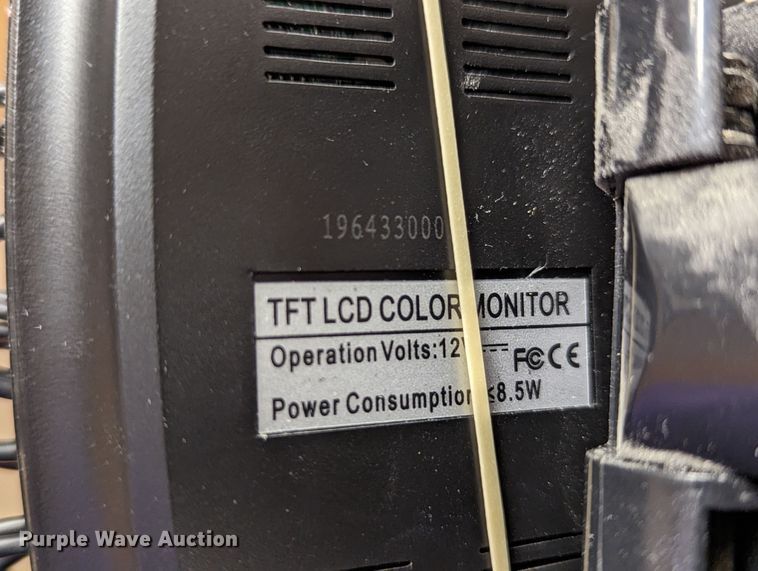 196433000
TFT LCD COLOR MONITOR
Operation Volts:12V
FC CE
Power Consumption ≤8.5W
Purple Wave Auction